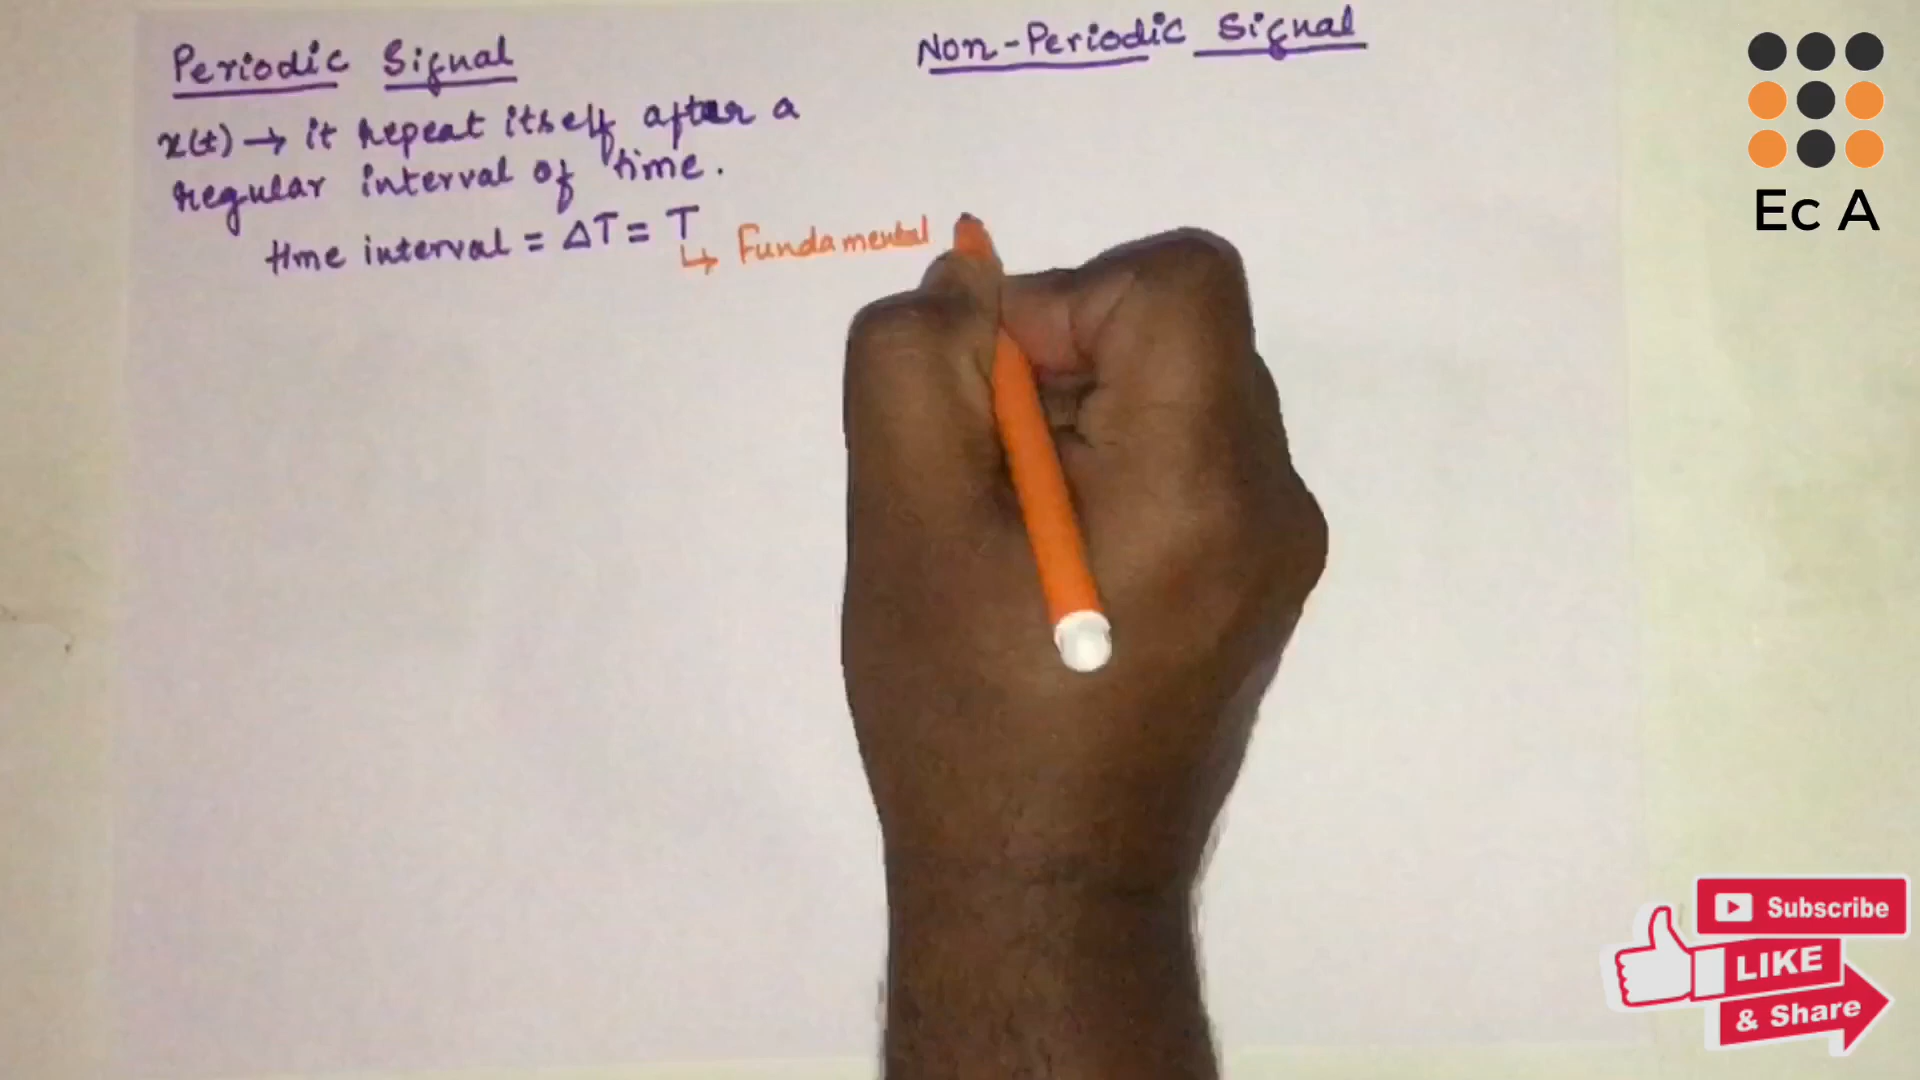 Periodic Signal
x(t) → it repeat itself after a
regular interval of time.
time interval = ΔT = T
↳ Fundamental
Non-Periodic Signal
Ec A
Subscribe
LIKE
& Share